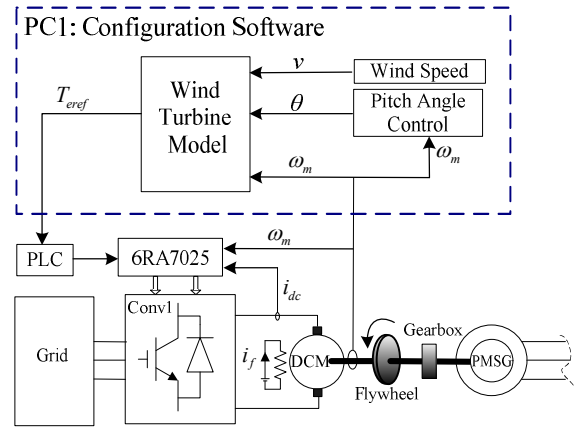 PC1: Configuration Software
Wind Turbine Model
v
Wind Speed
θ
Pitch Angle Control
ω_m
ω_m
T_eref
PLC
6RA7025
ω_m
i_dc
Grid
Conv1
i_f
DCM
Flywheel
Gearbox
PMSG